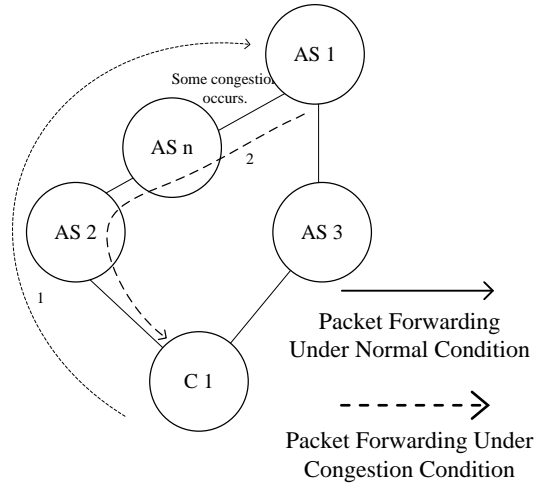 AS 1
Some congestion
occurs.
AS n
2
AS 2
AS 3
1
Packet Forwarding
Under Normal Condition
C 1
Packet Forwarding Under
Congestion Condition